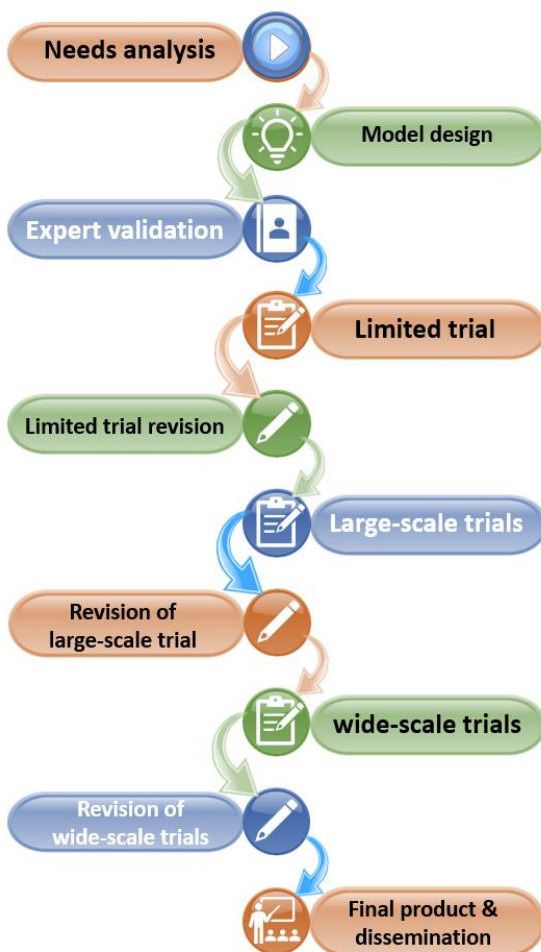 Needs analysis
Model design
Expert validation
Limited trial
Limited trial revision
Large-scale trials
Revision of
large-scale trial
wide-scale trials
Revision of
wide-scale trials
Final product &
dissemination